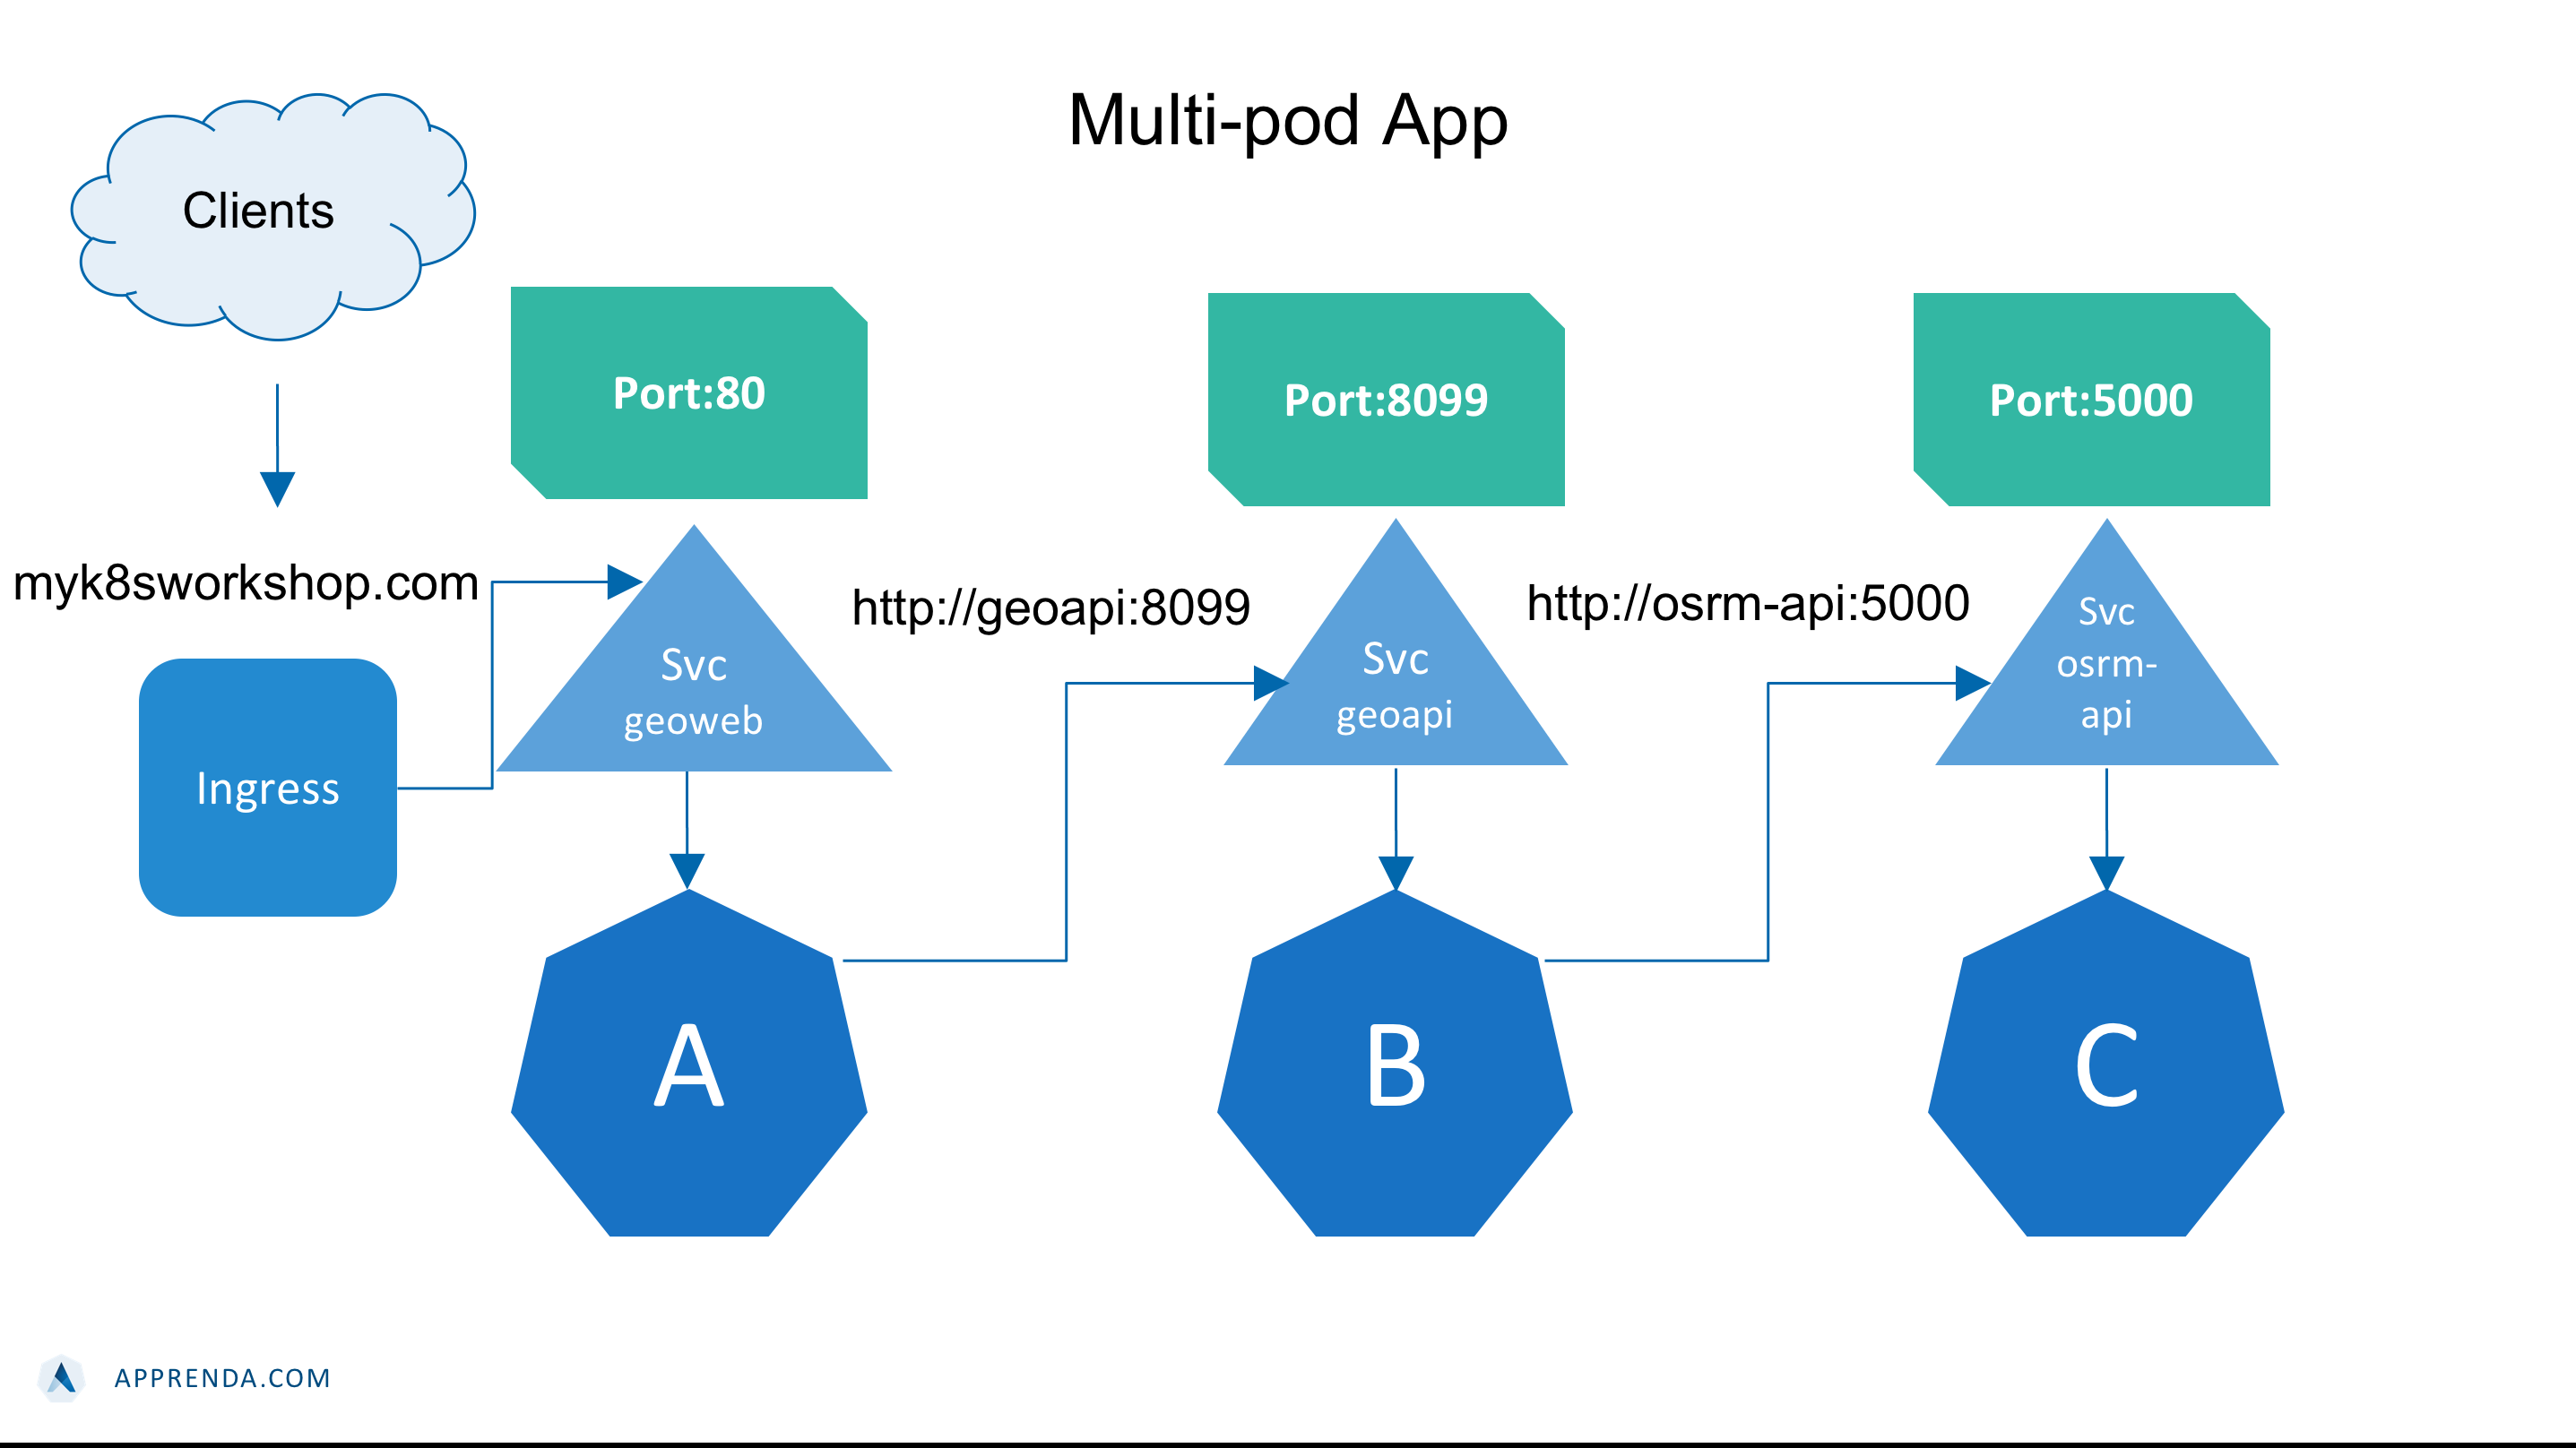 Multi-pod App
Clients
Port:80
Port:8099
Port:5000
myk8sworkshop.com
http://geoapi:8099
http://osrm-api:5000
Svc
geoweb
Svc
geoapi
Svc
osrm-
api
Ingress
A
B
C
APPRENDA.COM